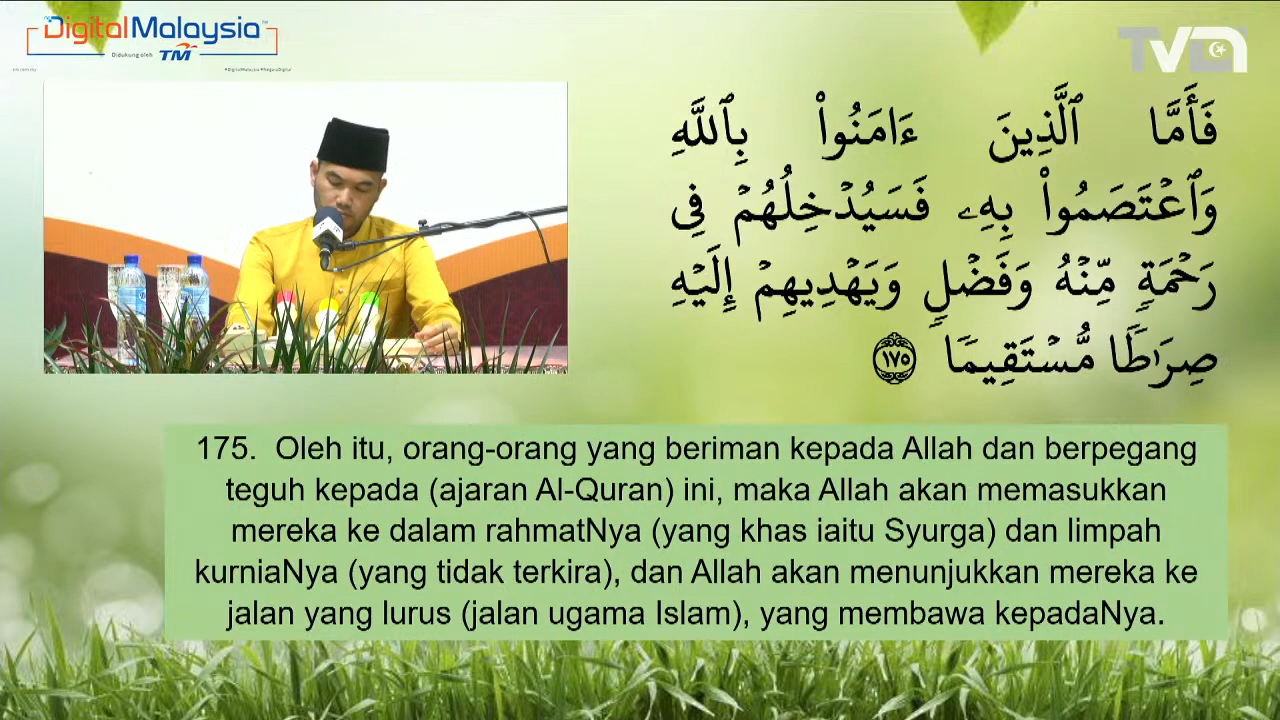 DigitalMalaysia
Didukung oleh TM
#DigitalMalaysia #NegaraDigital
TV
فَأَمَّا ٱلَّذِينَ ءَامَنُوا۟ بِٱللَّهِ
وَٱعْتَصَمُوا۟ بِهِۦ فَسَيُدْخِلُهُمْ فِى
رَحْمَةٍ مِّنْهُ وَفَضْلٍ وَيَهْدِيهِمْ إِلَيْهِ
صِرَٰطًا مُّسْتَقِيمًا ١٧٥
175. Oleh itu, orang-orang yang beriman kepada Allah dan berpegang
teguh kepada (ajaran Al-Quran) ini, maka Allah akan memasukkan
mereka ke dalam rahmatNya (yang khas iaitu Syurga) dan limpah
kurniaNya (yang tidak terkira), dan Allah akan menunjukkan mereka ke
jalan yang lurus (jalan ugama Islam), yang membawa kepadaNya.